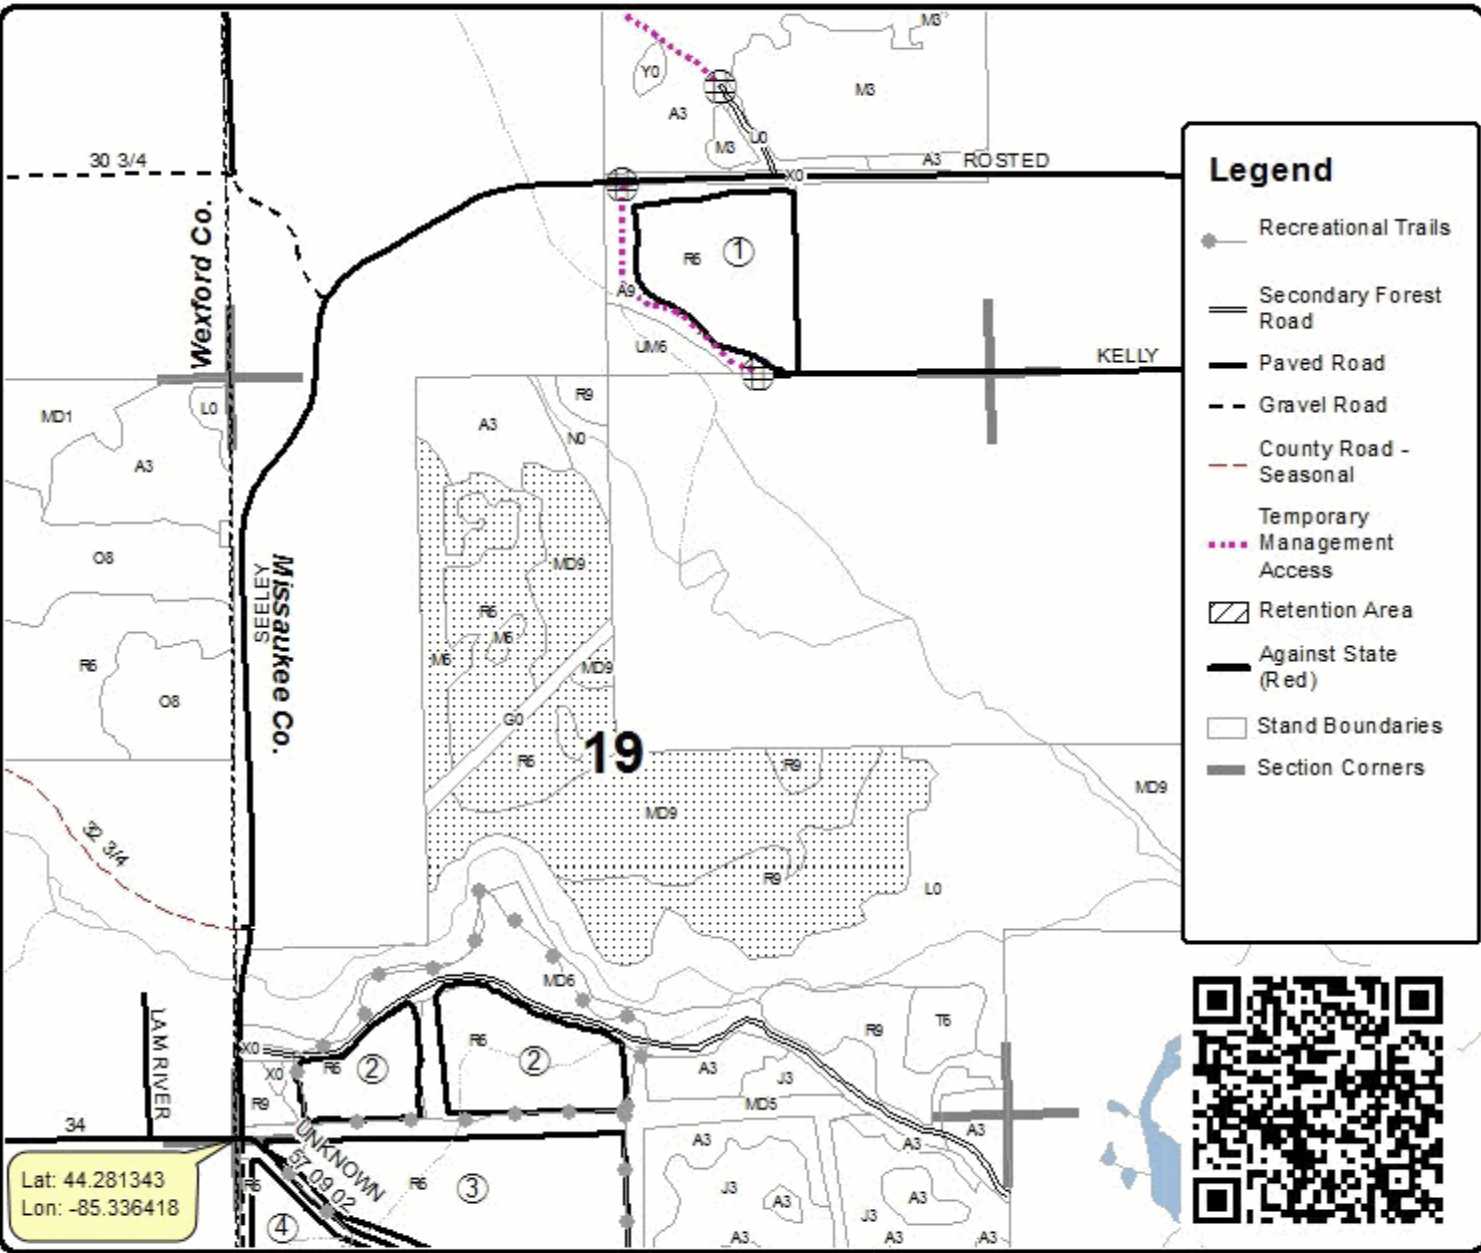 M3
Y0
M3
A3
U0
M3
30 3/4
A3
ROSTED
X0
Wexford Co.
1
R6
A9
UM6
KELLY
MD1
L0
A3
R9
A3
N0
O8
MD9
SEELEY
Missaukee Co.
R6
M6
M6
MD9
R6
O8
G0
19
R6
R9
MD9
MD9
32 3/4
R9
L0
MD6
T6
R9
R6
X0
2
2
R6
X0
A3
J3
LAM RIVER
R9
MD5
34
UNKNOWN
57 09 02
A3
A3
A3
R6
R6
3
J3
A3
A3
J3
4
A3
A3
A3
Lat: 44.281343
Lon: -85.336418
Legend
Recreational Trails
Secondary Forest
Road
Paved Road
Gravel Road
County Road -
Seasonal
Temporary
Management
Access
Retention Area
Against State
(Red)
Stand Boundaries
Section Corners